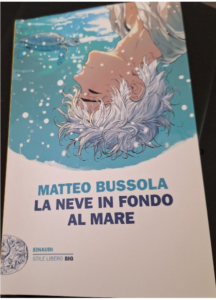 MATTEO BUSSOLA
LA NEVE IN FONDO
AL MARE
EINAUDI
STILE LIBERO BIG